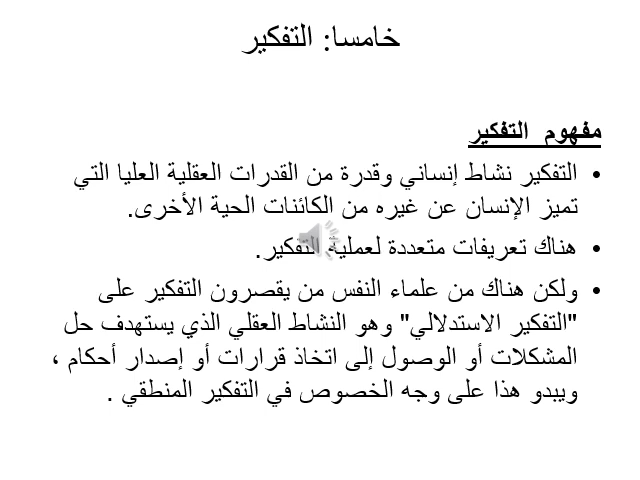 خامسا: التفكير
مفهوم التفكير
• التفكير نشاط إنساني وقدرة من القدرات العقلية العليا التي
تميز الإنسان عن غيره من الكائنات الحية الأخرى.
• هناك تعريفات متعددة لعملية التفكير.
• ولكن هناك من علماء النفس من يقصرون التفكير على
"التفكير الاستدلالي" وهو النشاط العقلي الذي يستهدف حل
المشكلات أو الوصول إلى اتخاذ قرارات أو إصدار أحكام ،
ويبدو هذا على وجه الخصوص في التفكير المنطقي .